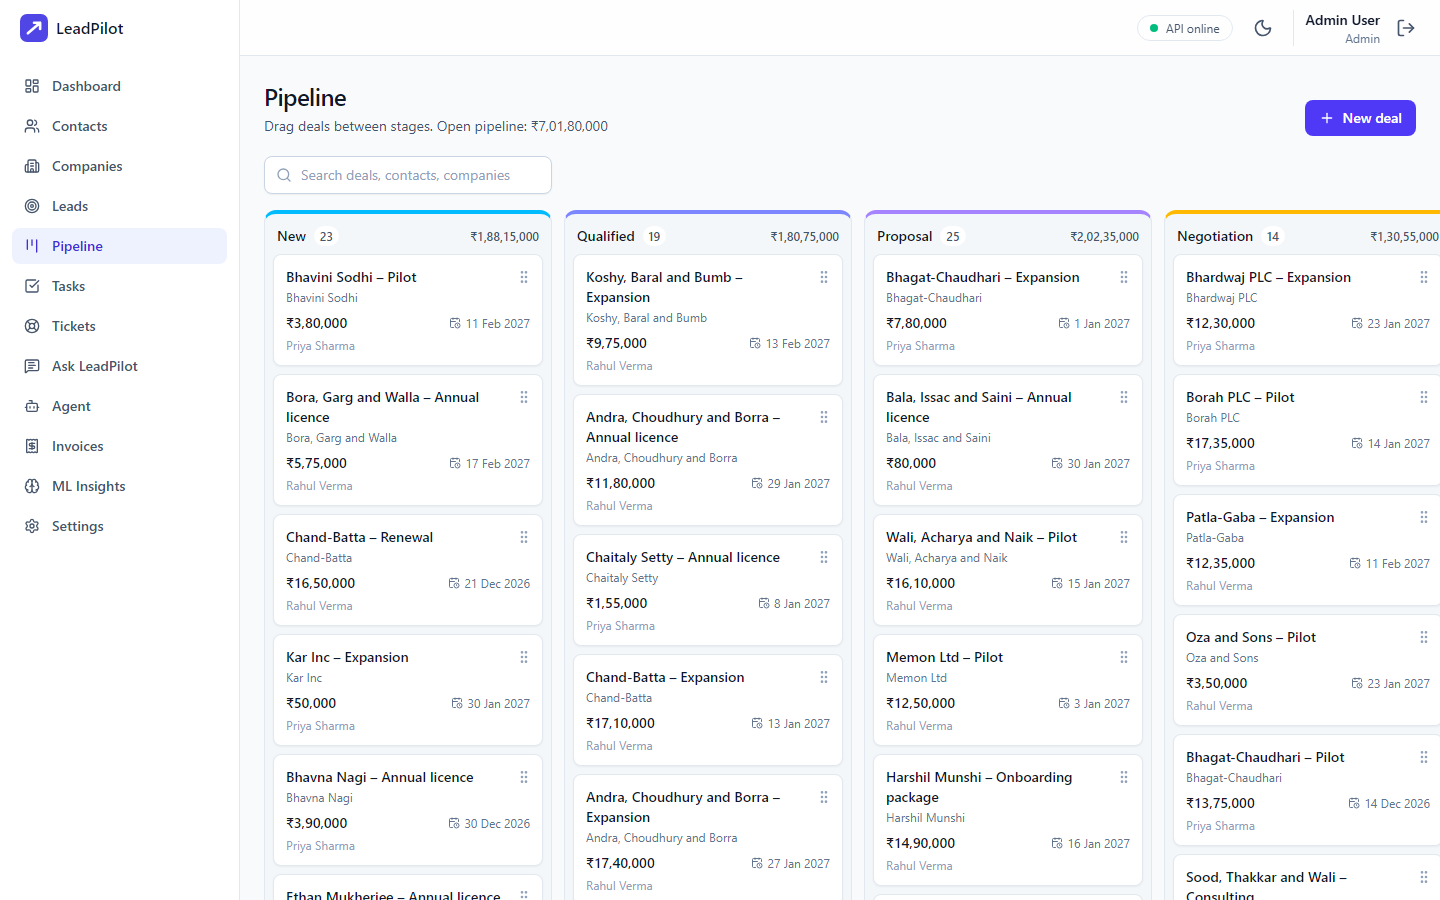 LeadPilot
API online
Admin User
Admin
Dashboard
Contacts
Companies
Leads
Pipeline
Tasks
Tickets
Ask LeadPilot
Agent
Invoices
ML Insights
Settings
Pipeline
Drag deals between stages. Open pipeline: ₹7,01,80,000
New deal
Search deals, contacts, companies
New 23 ₹1,88,15,000
Bhavini Sodhi – Pilot
Bhavini Sodhi
₹3,80,000 11 Feb 2027
Priya Sharma
Bora, Garg and Walla – Annual
licence
Bora, Garg and Walla
₹5,75,000 17 Feb 2027
Rahul Verma
Chand-Batta – Renewal
Chand-Batta
₹16,50,000 21 Dec 2026
Rahul Verma
Kar Inc – Expansion
Kar Inc
₹50,000 30 Jan 2027
Priya Sharma
Bhavna Nagi – Annual licence
Bhavna Nagi
₹3,90,000 30 Dec 2026
Priya Sharma
Ethan Mukherjee – Annual licence
Qualified 19 ₹1,80,75,000
Koshy, Baral and Bumb –
Expansion
Koshy, Baral and Bumb
₹9,75,000 13 Feb 2027
Rahul Verma
Andra, Choudhury and Borra –
Annual licence
Andra, Choudhury and Borra
₹11,80,000 29 Jan 2027
Rahul Verma
Chaitaly Setty – Annual licence
Chaitaly Setty
₹1,55,000 8 Jan 2027
Priya Sharma
Chand-Batta – Expansion
Chand-Batta
₹17,10,000 13 Jan 2027
Rahul Verma
Andra, Choudhury and Borra –
Expansion
Andra, Choudhury and Borra
₹17,40,000 27 Jan 2027
Rahul Verma
Proposal 25 ₹2,02,35,000
Bhagat-Chaudhari – Expansion
Bhagat-Chaudhari
₹7,80,000 1 Jan 2027
Priya Sharma
Bala, Issac and Saini – Annual
licence
Bala, Issac and Saini
₹80,000 30 Jan 2027
Rahul Verma
Wali, Acharya and Naik – Pilot
Wali, Acharya and Naik
₹16,10,000 15 Jan 2027
Rahul Verma
Memon Ltd – Pilot
Memon Ltd
₹12,50,000 3 Jan 2027
Rahul Verma
Harshil Munshi – Onboarding
package
Harshil Munshi
₹14,90,000 16 Jan 2027
Rahul Verma
Negotiation 14 ₹1,30,55,000
Bhardwaj PLC – Expansion
Bhardwaj PLC
₹12,30,000 23 Jan 2027
Priya Sharma
Borah PLC – Pilot
Borah PLC
₹17,35,000 14 Jan 2027
Priya Sharma
Patla-Gaba – Expansion
Patla-Gaba
₹12,35,000 11 Feb 2027
Rahul Verma
Oza and Sons – Pilot
Oza and Sons
₹3,50,000 23 Jan 2027
Rahul Verma
Bhagat-Chaudhari – Pilot
Bhagat-Chaudhari
₹13,75,000 14 Dec 2026
Priya Sharma
Sood, Thakkar and Wali –
Consulting